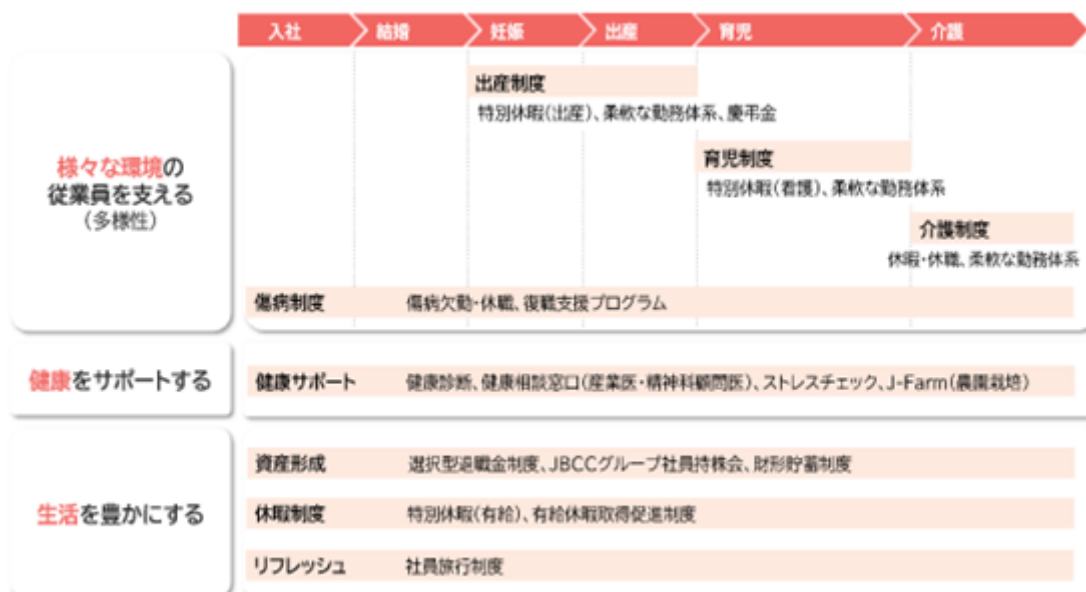 入社 結婚 妊娠 出産 育児 介護
様々な環境の
従業員を支える
(多様性)
出産制度
特別休暇(出産)、柔軟な勤務体系、慶弔金
育児制度
特別休暇(看護)、柔軟な勤務体系
介護制度
休暇・休職、柔軟な勤務体系
傷病制度 傷病欠勤・休職、復職支援プログラム
健康をサポートする
健康サポート 健康診断、健康相談窓口(産業医・精神科顧問医)、ストレスチェック、J-Farm(農園栽培)
生活を豊かにする
資産形成 選択型退職金制度、JBCCグループ社員持株会、財形貯蓄制度
休暇制度 特別休暇(有給)、有給休暇取得促進制度
リフレッシュ 社員旅行制度